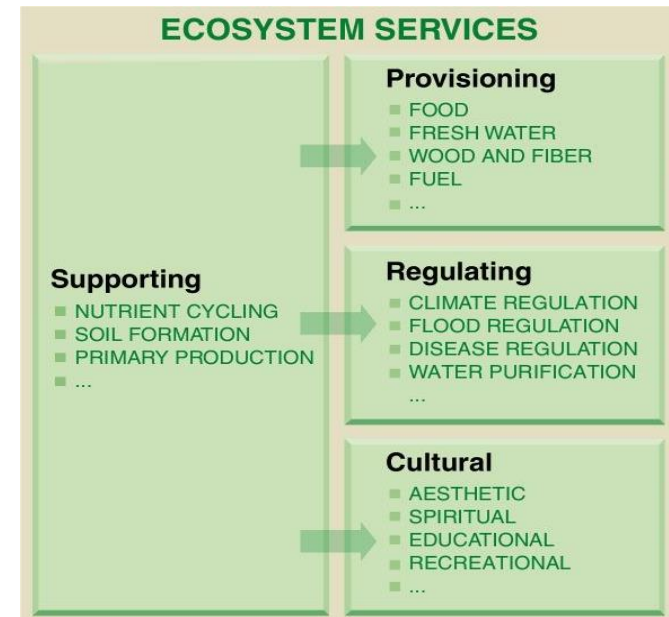 ECOSYSTEM SERVICES
Supporting
NUTRIENT CYCLING
SOIL FORMATION
PRIMARY PRODUCTION
...
Provisioning
FOOD
FRESH WATER
WOOD AND FIBER
FUEL
...
Regulating
CLIMATE REGULATION
FLOOD REGULATION
DISEASE REGULATION
WATER PURIFICATION
...
Cultural
AESTHETIC
SPIRITUAL
EDUCATIONAL
RECREATIONAL
...